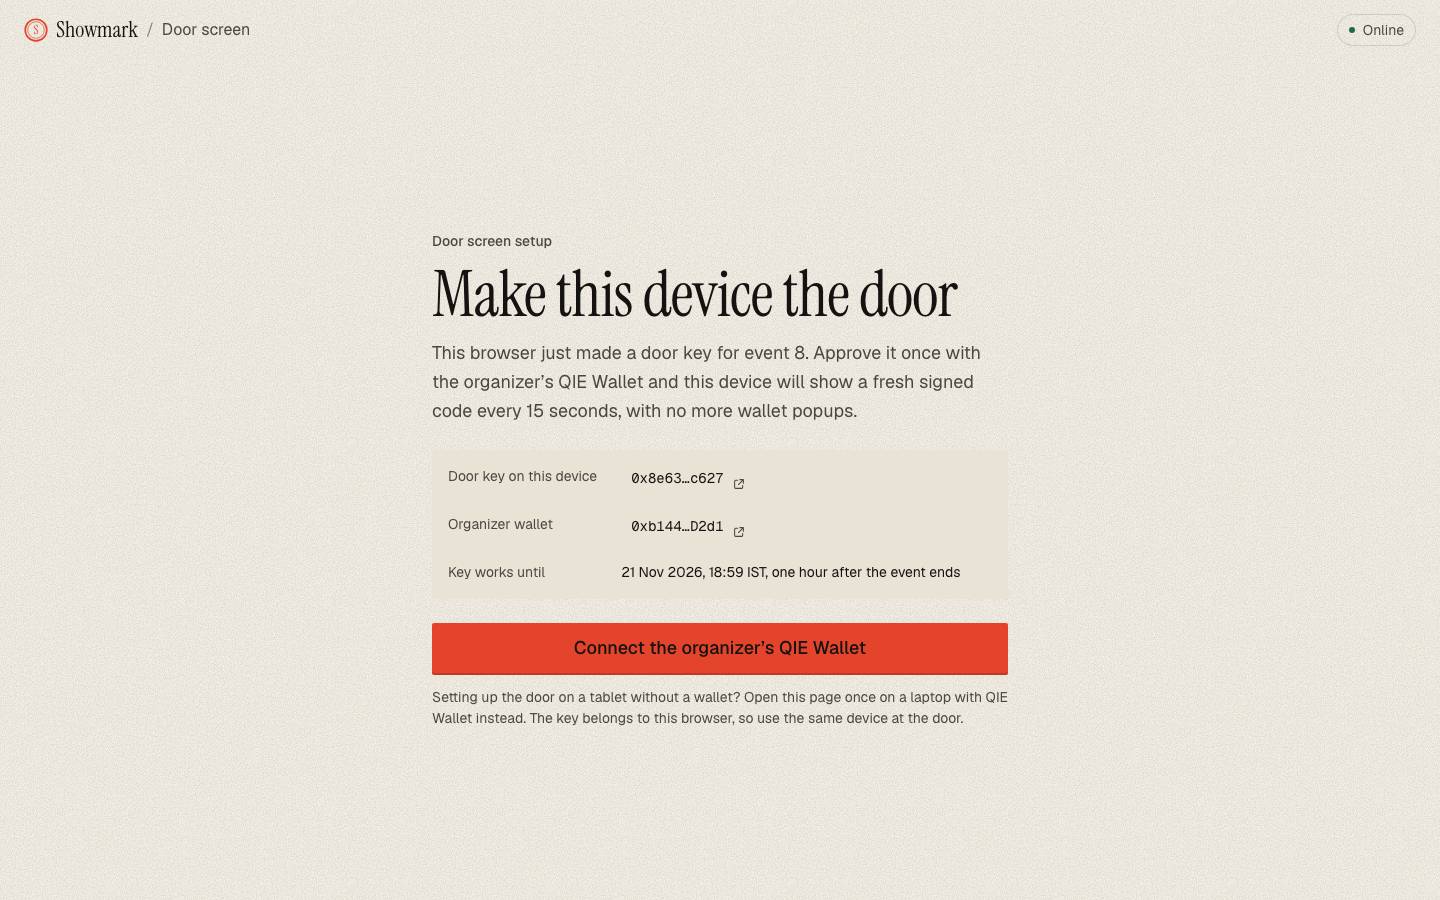 S Showmark / Door screen
Online
Door screen setup
Make this device the door
This browser just made a door key for event 8. Approve it once with
the organizer’s QIE Wallet and this device will show a fresh signed
code every 15 seconds, with no more wallet popups.
Door key on this device 0x8e63…c627
Organizer wallet 0xb144…D2d1
Key works until 21 Nov 2026, 18:59 IST, one hour after the event ends
Connect the organizer’s QIE Wallet
Setting up the door on a tablet without a wallet? Open this page once on a laptop with QIE
Wallet instead. The key belongs to this browser, so use the same device at the door.